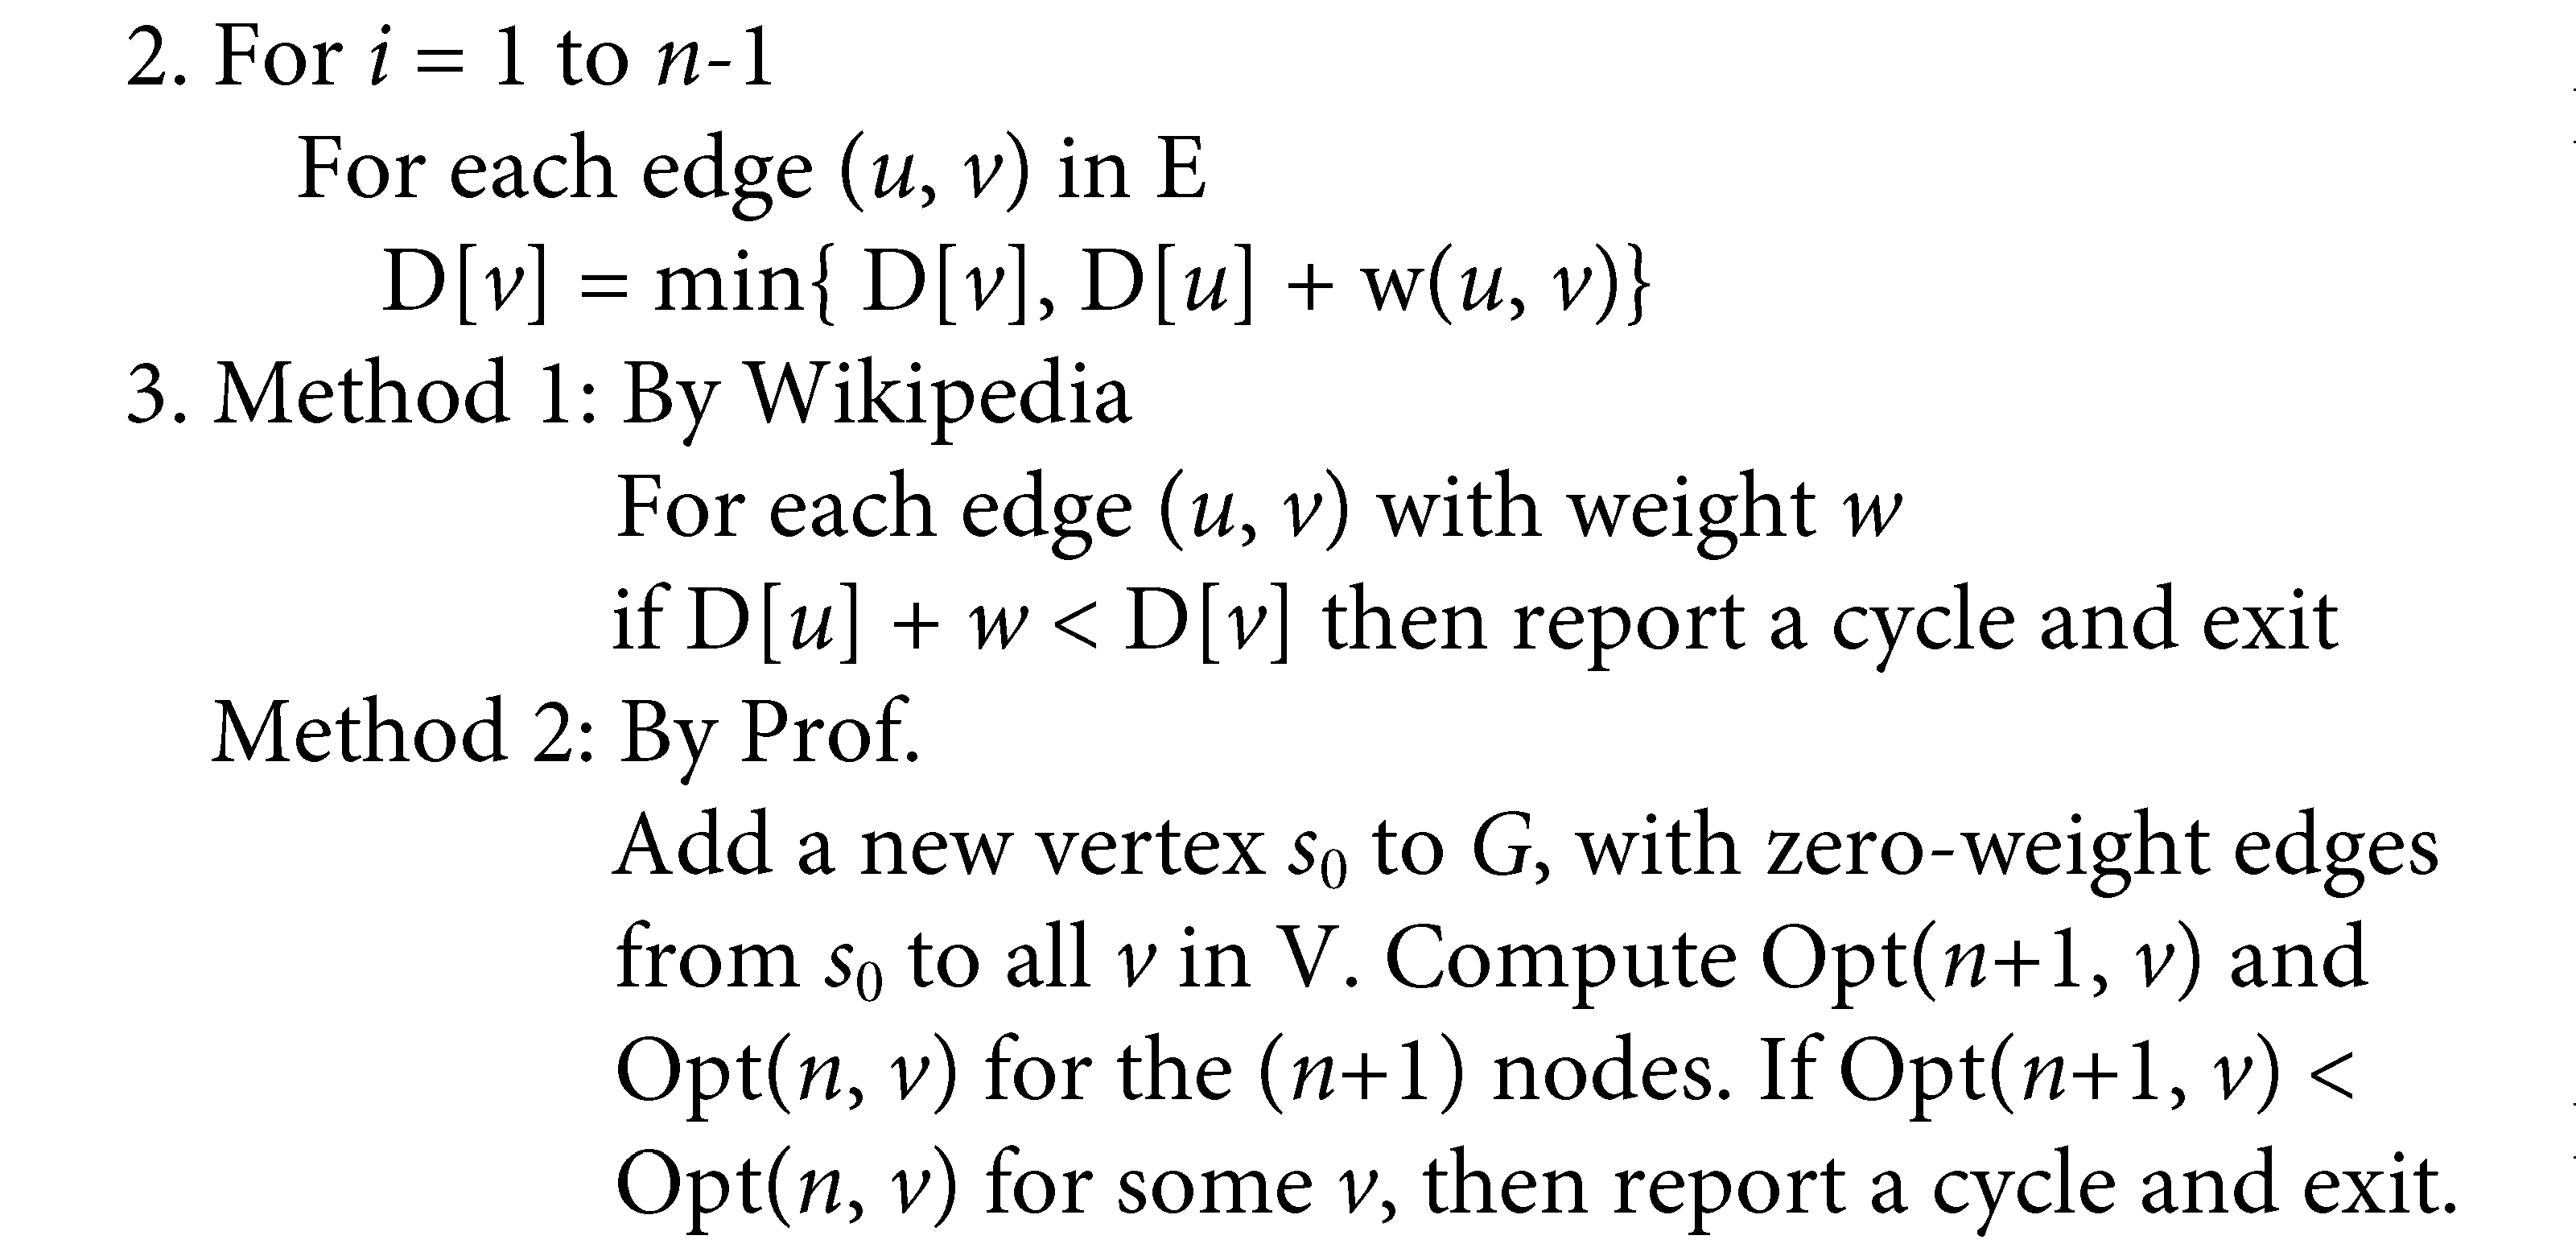 2. For i = 1 to n-1
For each edge (u, v) in E
D[v] = min{ D[v], D[u] + w(u, v)}
3. Method 1: By Wikipedia
For each edge (u, v) with weight w
if D[u] + w < D[v] then report a cycle and exit
Method 2: By Prof.
Add a new vertex s₀ to G, with zero-weight edges
from s₀ to all v in V. Compute Opt(n+1, v) and
Opt(n, v) for the (n+1) nodes. If Opt(n+1, v) <
Opt(n, v) for some v, then report a cycle and exit.